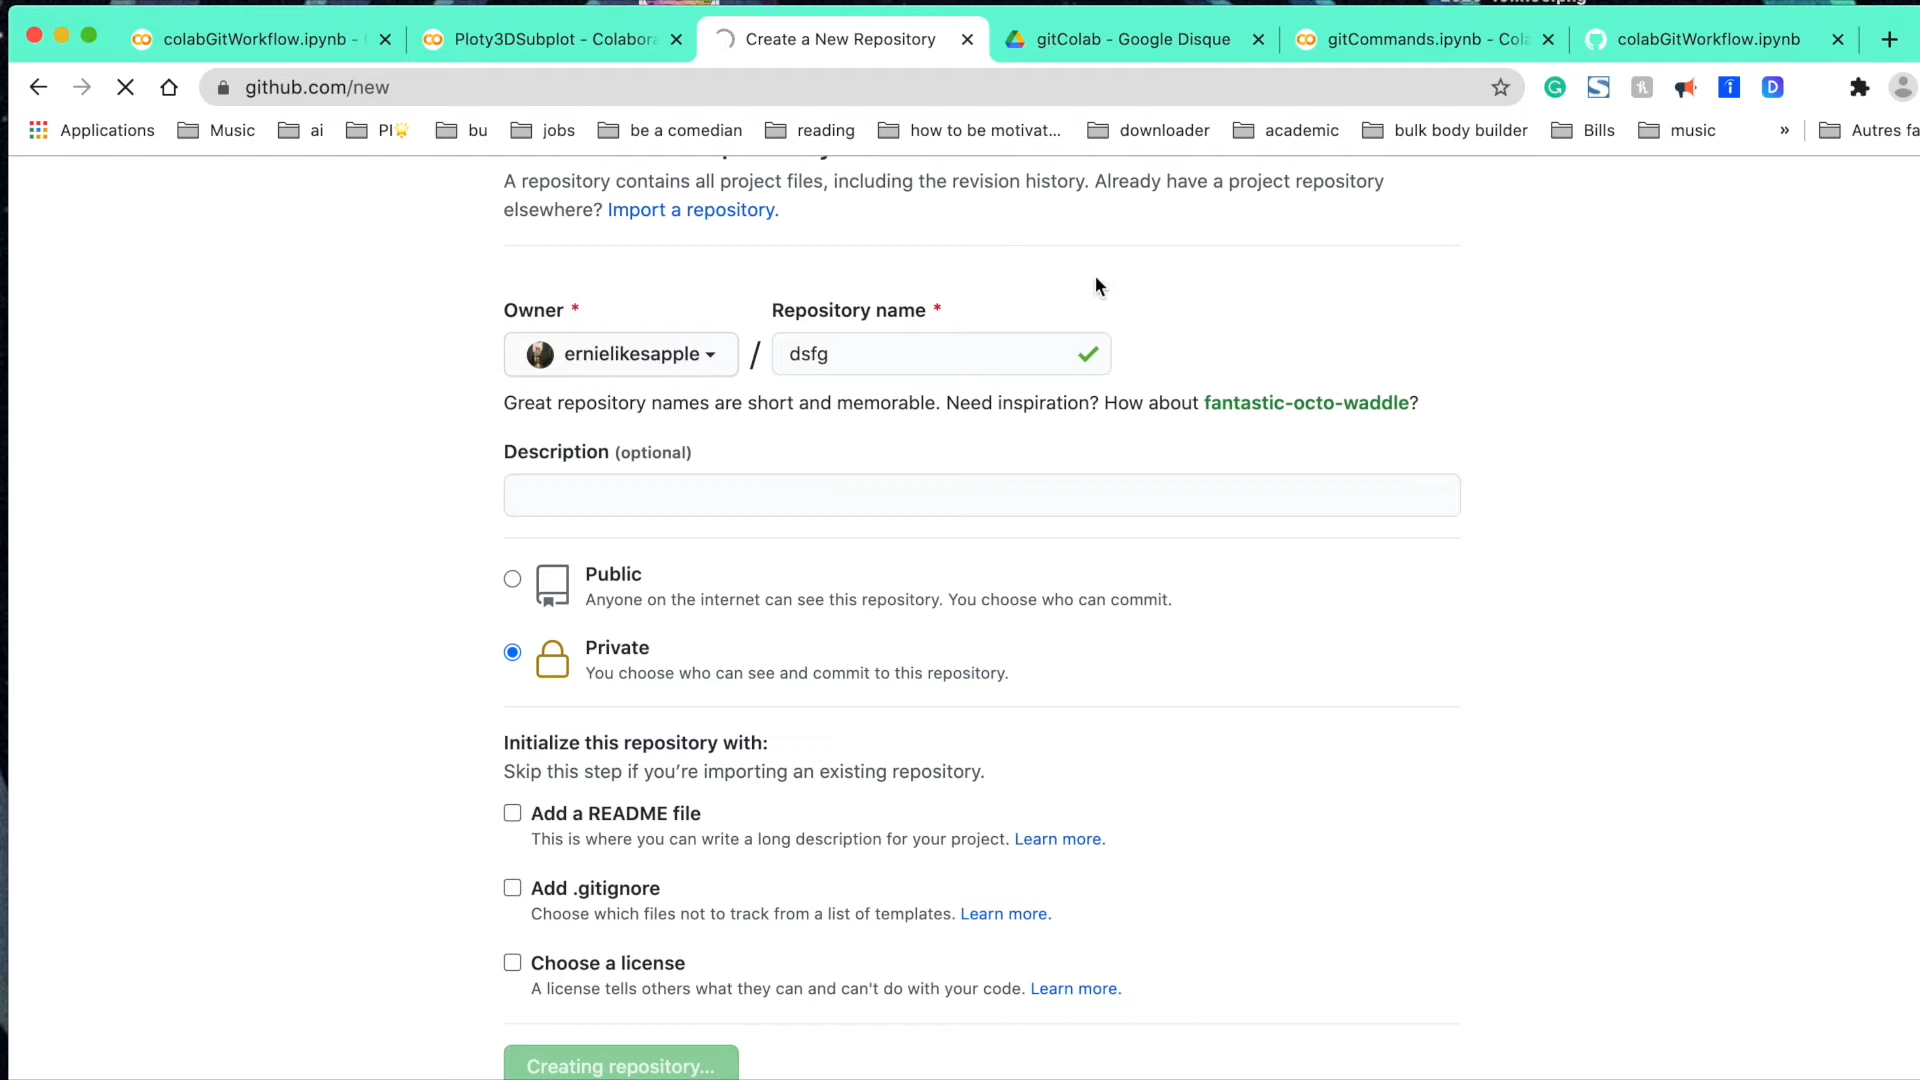 colabGitWorkflow.ipynb -
Ploty3DSubplot - Colabora
Create a New Repository
gitColab - Google Disque
gitCommands.ipynb - Cola
colabGitWorkflow.ipynb
github.com/new
Applications
Music
ai
PI
bu
jobs
be a comedian
reading
how to be motivat...
downloader
academic
bulk body builder
Bills
music
»
Autres fa
A repository contains all project files, including the revision history. Already have a project repository
elsewhere? Import a repository.
Owner *
Repository name *
ernielikesapple
/
dsfg
Great repository names are short and memorable. Need inspiration? How about fantastic-octo-waddle?
Description (optional)
Public
Anyone on the internet can see this repository. You choose who can commit.
Private
You choose who can see and commit to this repository.
Initialize this repository with:
Skip this step if you're importing an existing repository.
Add a README file
This is where you can write a long description for your project. Learn more.
Add .gitignore
Choose which files not to track from a list of templates. Learn more.
Choose a license
A license tells others what they can and can't do with your code. Learn more.
Creating repository...